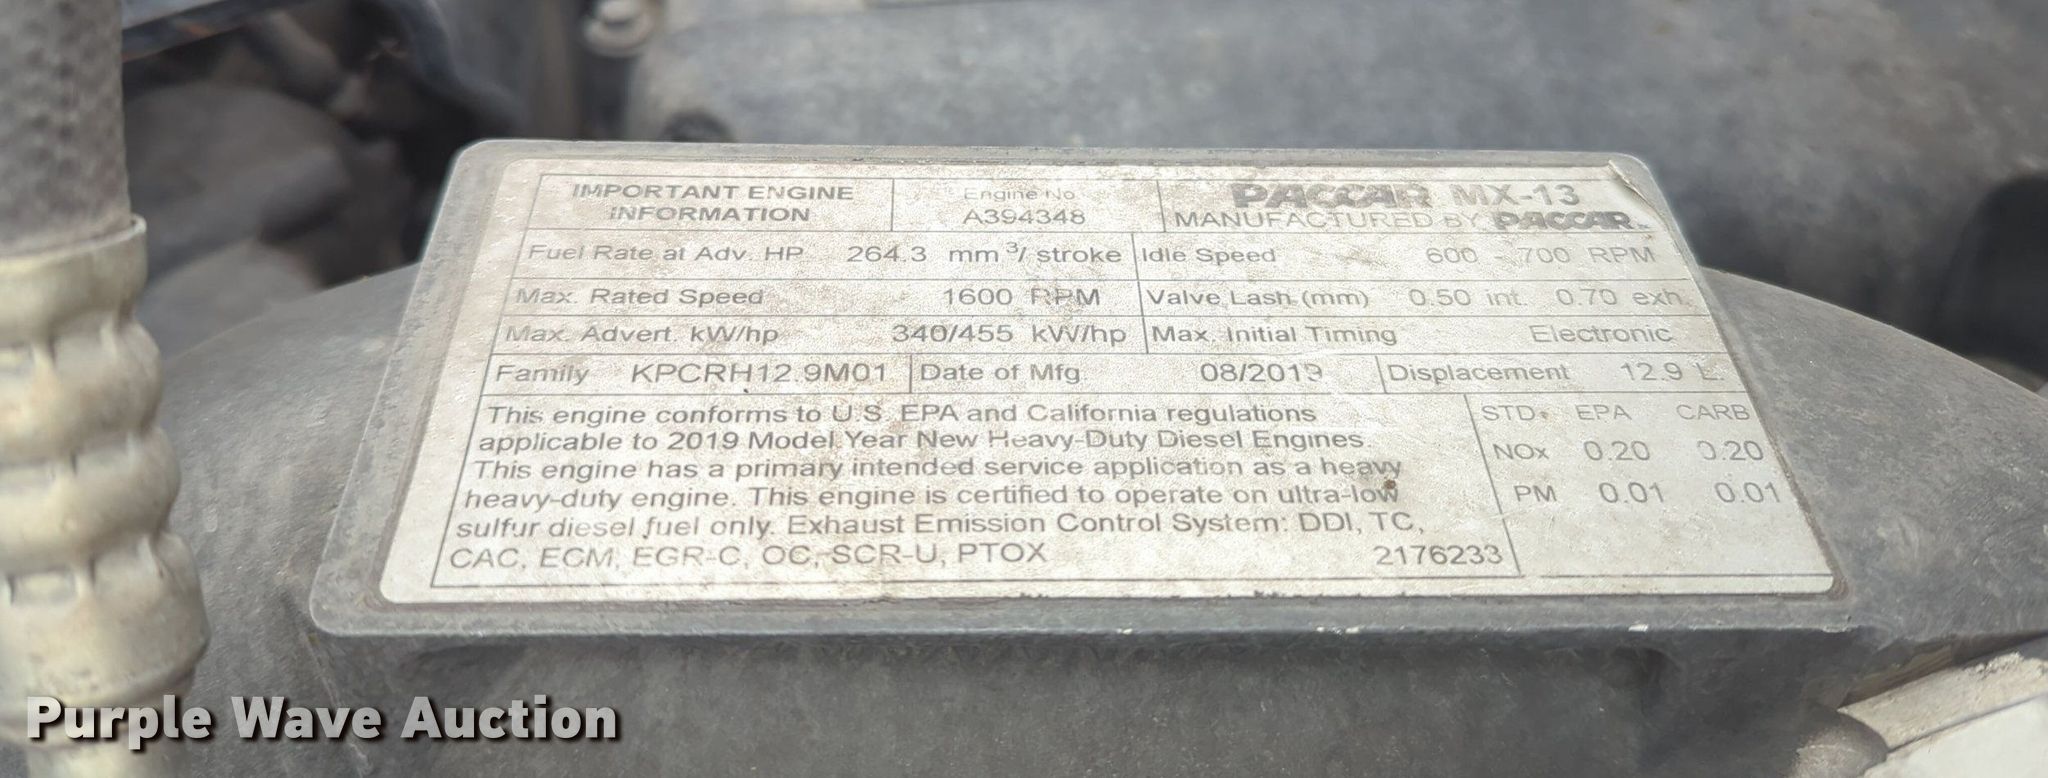 IMPORTANT ENGINE
INFORMATION
Engine No.
A394348
PACCAR MX-13
MANUFACTURED BY PACCAR
Fuel Rate at Adv. HP 264.3 mm³/ stroke
Idle Speed 600 - 700 RPM
Max. Rated Speed 1600 RPM
Valve Lash (mm) 0.50 int. 0.70 exh.
Max. Advert. kW/hp 340/455 kW/hp
Max. Initial Timing Electronic
Family KPCRH12.9M01
Date of Mfg. 08/2019
Displacement 12.9 L.
This engine conforms to U.S. EPA and California regulations
applicable to 2019 Model Year New Heavy-Duty Diesel Engines.
This engine has a primary intended service application as a heavy
heavy-duty engine. This engine is certified to operate on ultra-low
sulfur diesel fuel only. Exhaust Emission Control System: DDI, TC,
CAC, ECM, EGR-C, OC, SCR-U, PTOX 2176233
STD. EPA CARB
NOx 0.20 0.20
PM 0.01 0.01
Purple Wave Auction